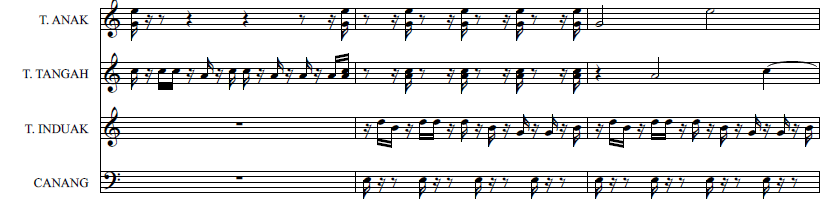 T. ANAK
T. TANGAH
T. INDUAK
CANANG